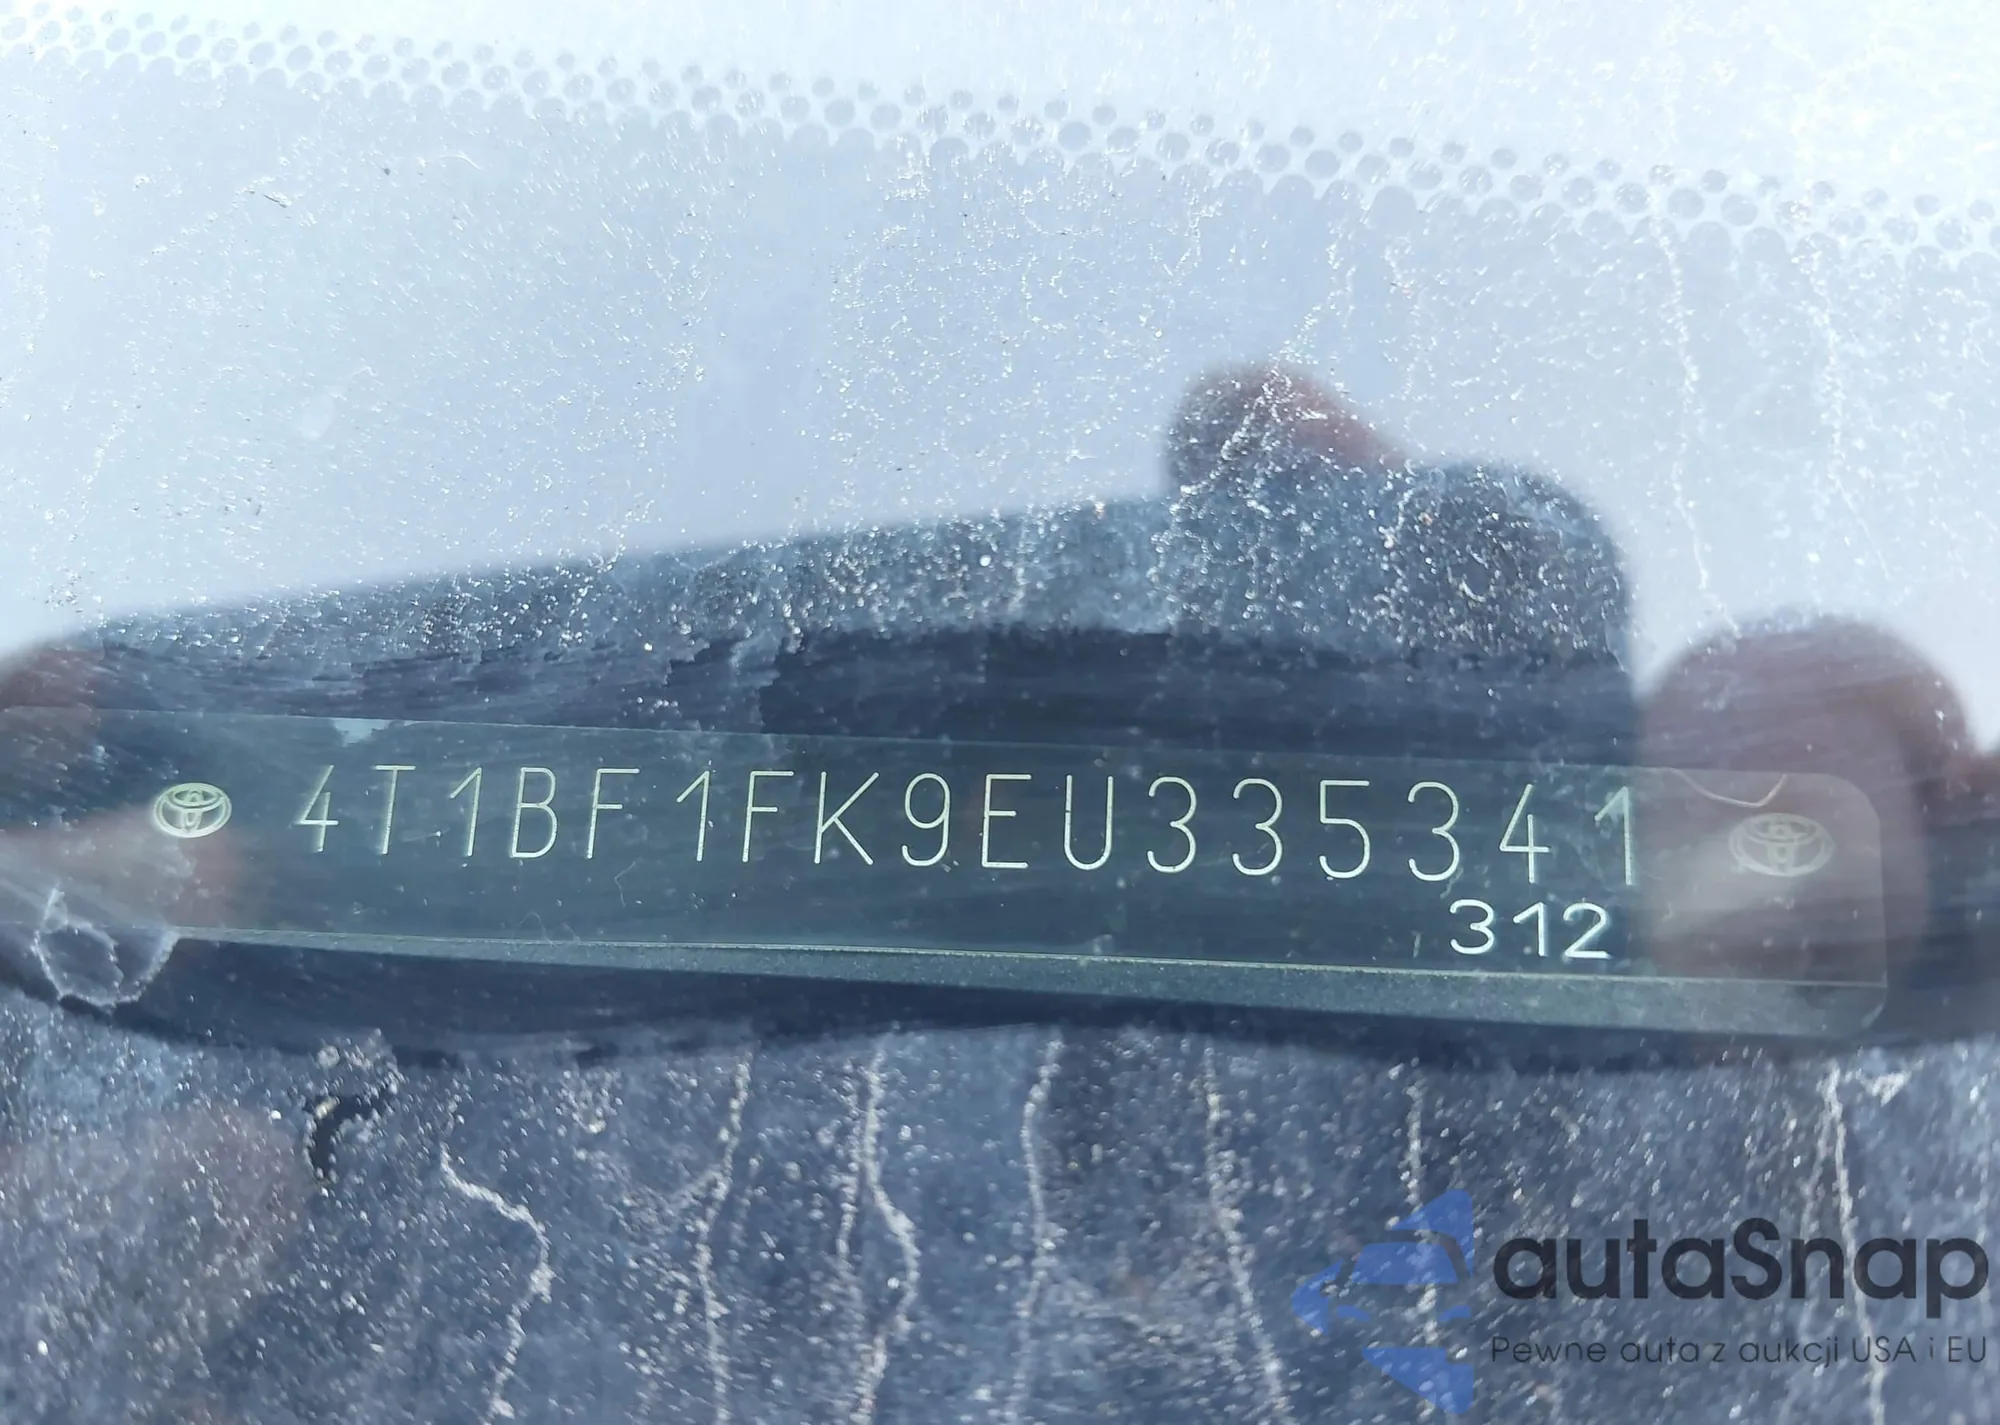 4T1BF1FK9EU335341
312
autaSnap
Pewne auta z aukcji USA i EU